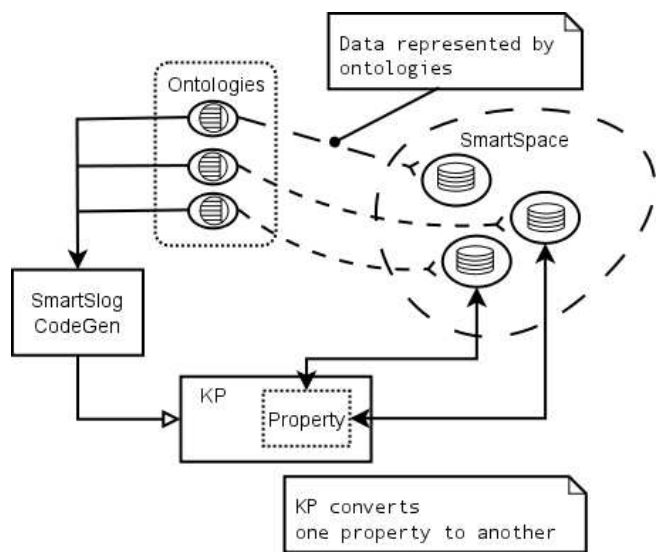 Data represented by
ontologies
Ontologies
SmartSpace
SmartSlog
CodeGen
KP
Property
KP converts
one property to another